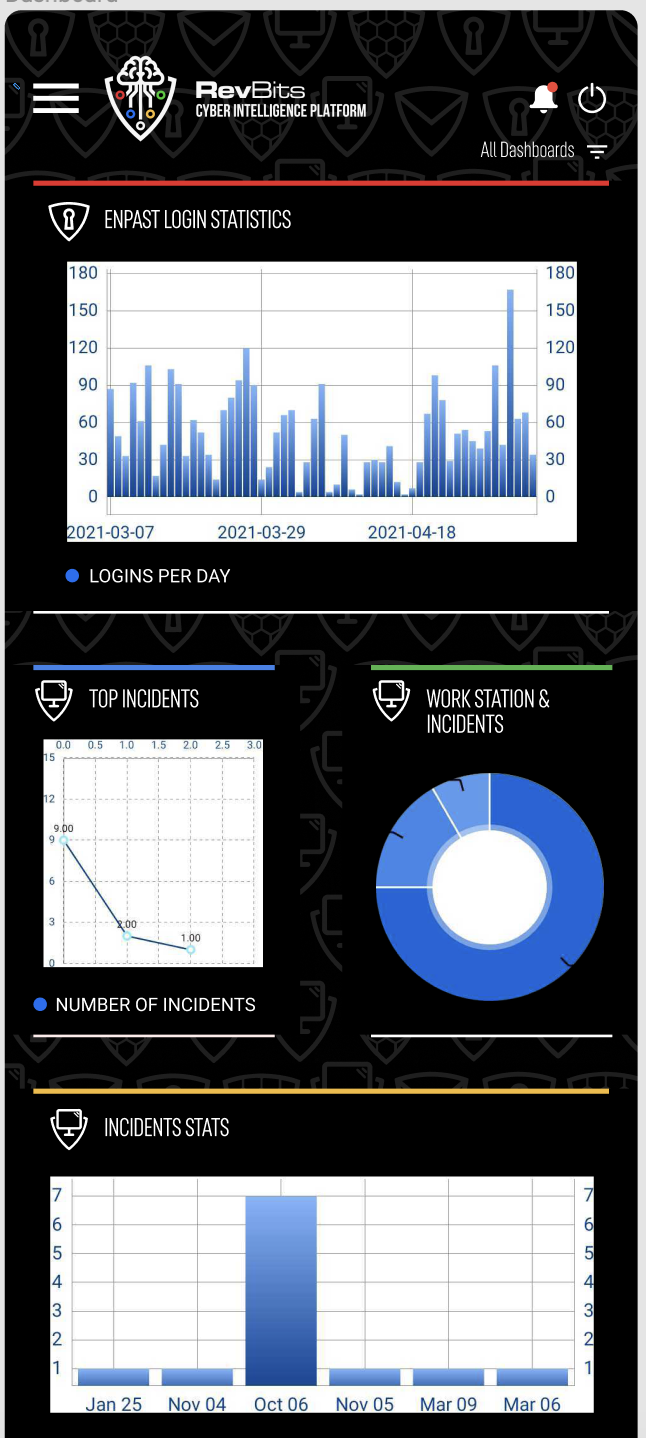 Dashboard
RevBits
CYBER INTELLIGENCE PLATFORM
All Dashboards
ENPAST LOGIN STATISTICS
180 180
150 150
120 120
90 90
60 60
30 30
0 0
2021-03-07 2021-03-29 2021-04-18
LOGINS PER DAY
TOP INCIDENTS
0.0 0.5 1.0 1.5 2.0 2.5 3.0
15
12
9.00
9
6
3
2.00
1.00
0
NUMBER OF INCIDENTS
WORK STATION &
INCIDENTS
INCIDENTS STATS
7 7
6 6
5 5
4 4
3 3
2 2
1 1
Jan 25 Nov 04 Oct 06 Nov 05 Mar 09 Mar 06